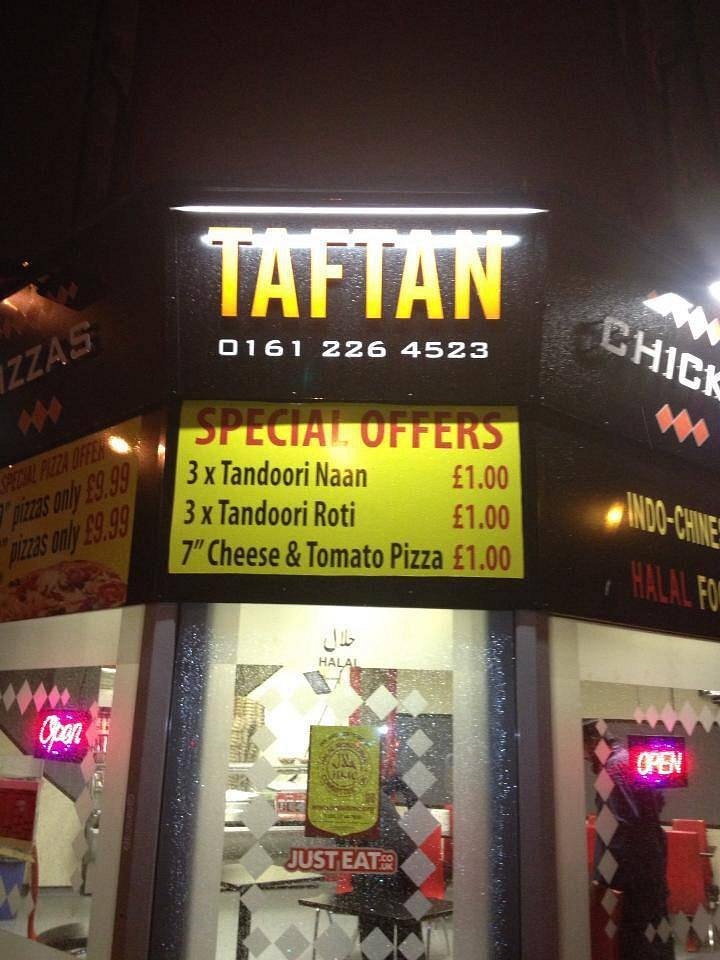 TAFTAN
0161 226 4523
IZZAS
CHICK
SPECIAL OFFERS
3 x Tandoori Naan £1.00
3 x Tandoori Roti £1.00
7" Cheese & Tomato Pizza £1.00
SPECIAL PIZZA OFFER
pizzas only £9.99
pizzas only £9.99
INDO-CHINE
HALAL FO
حلال
HALAL
Open
OPEN
JUST EAT.CO.UK